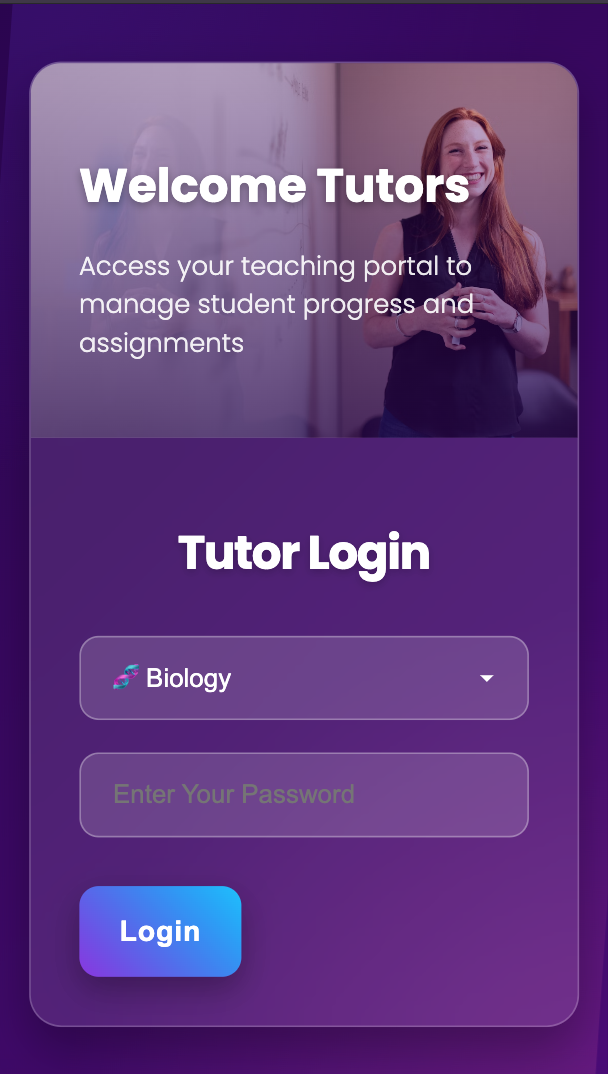 Welcome Tutors
Access your teaching portal to
manage student progress and
assignments
Tutor Login
🧬 Biology
Enter Your Password
Login